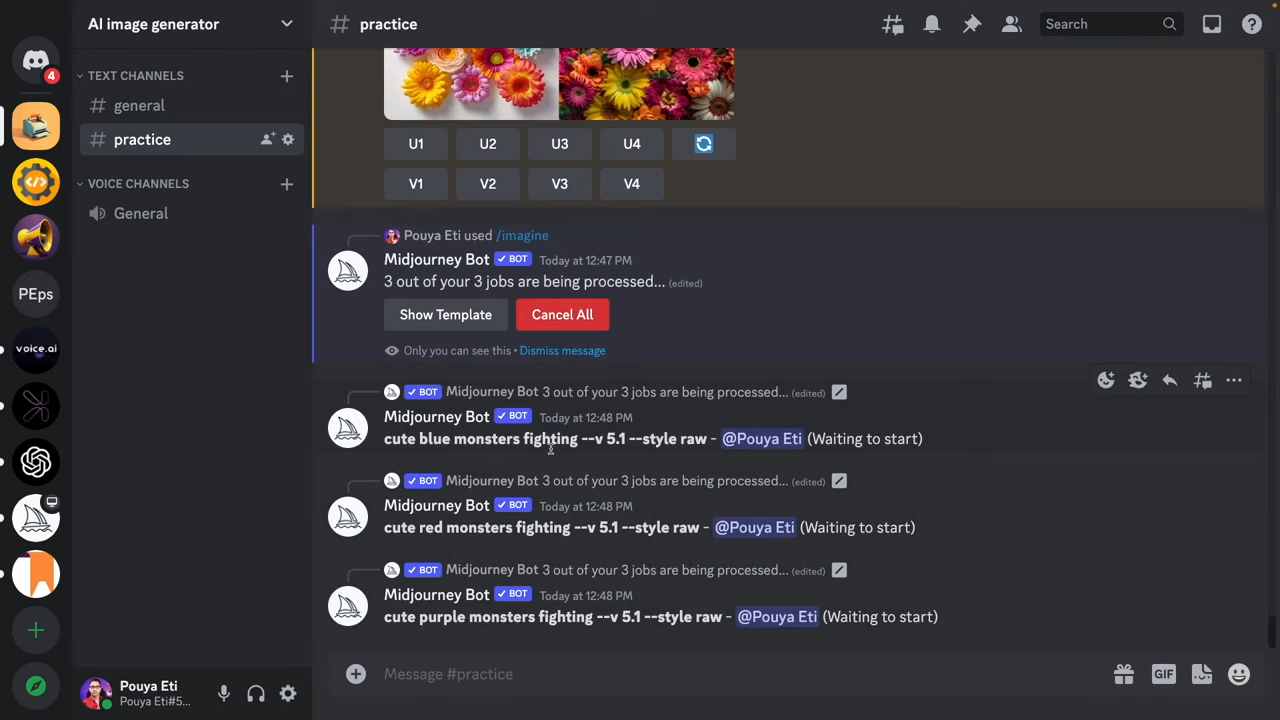 AI image generator
# practice
Search
4
TEXT CHANNELS
# general
# practice
VOICE CHANNELS
General
PEps
voice.ai
U1 U2 U3 U4
V1 V2 V3 V4
Pouya Eti used /imagine
Midjourney Bot ✓ BOT Today at 12:47 PM
3 out of your 3 jobs are being processed... (edited)
Show Template Cancel All
Only you can see this • Dismiss message
✓ BOT Midjourney Bot 3 out of your 3 jobs are being processed... (edited)
Midjourney Bot ✓ BOT Today at 12:48 PM
cute blue monsters fighting --v 5.1 --style raw - @Pouya Eti (Waiting to start)
✓ BOT Midjourney Bot 3 out of your 3 jobs are being processed... (edited)
Midjourney Bot ✓ BOT Today at 12:48 PM
cute red monsters fighting --v 5.1 --style raw - @Pouya Eti (Waiting to start)
✓ BOT Midjourney Bot 3 out of your 3 jobs are being processed... (edited)
Midjourney Bot ✓ BOT Today at 12:48 PM
cute purple monsters fighting --v 5.1 --style raw - @Pouya Eti (Waiting to start)
Message #practice
GIF
Pouya Eti
Pouya Eti#5...